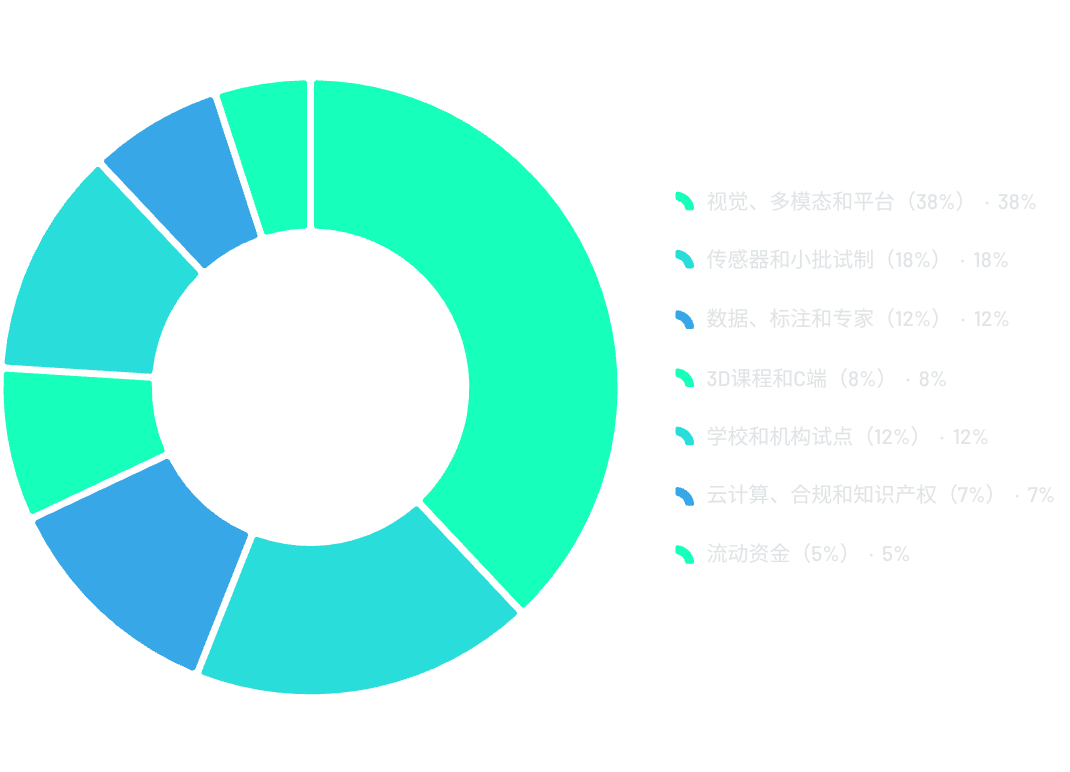 视觉、多模态和平台（38%） · 38%
传感器和小批试制（18%） · 18%
数据、标注和专家（12%） · 12%
3D课程和C端（8%） · 8%
学校和机构试点（12%） · 12%
云计算、合规和知识产权（7%） · 7%
流动资金（5%） · 5%